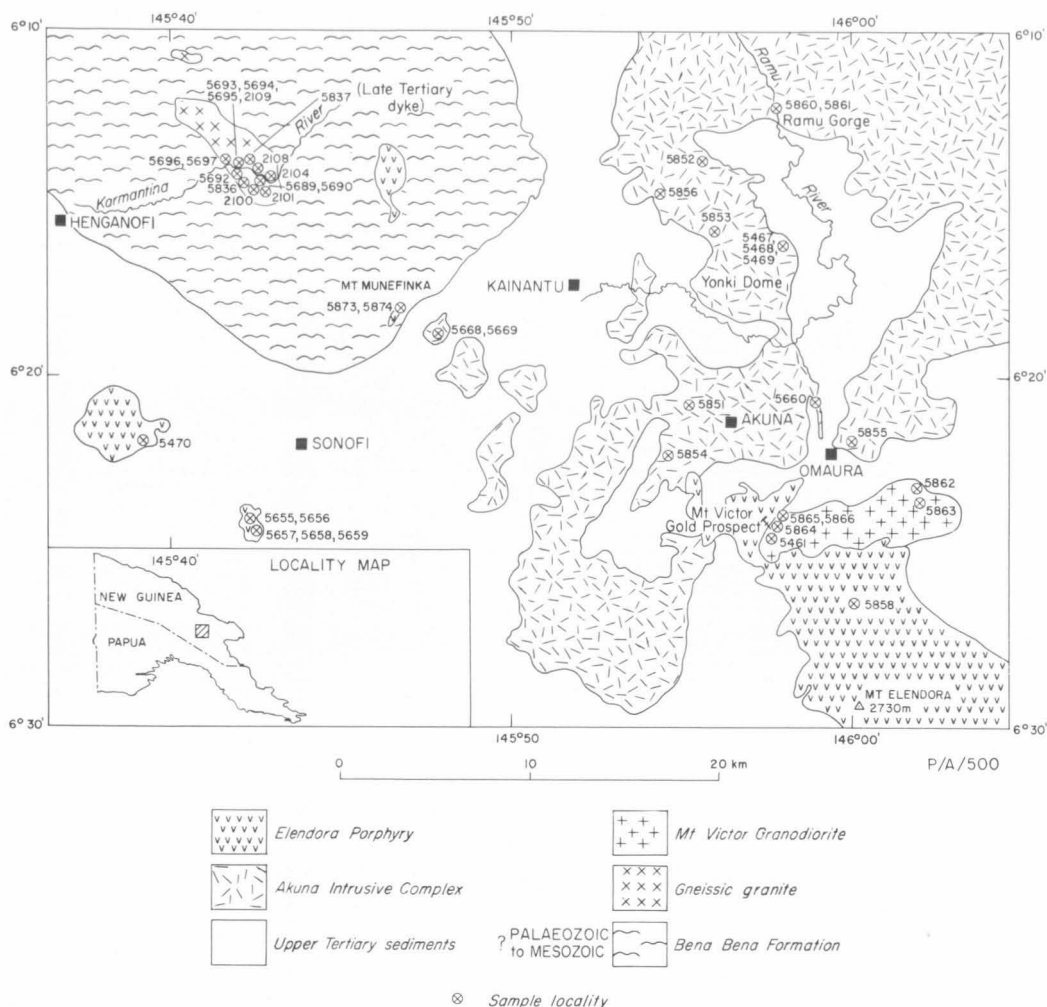 145°40'
145°50'
146°00'
6°10'
6°10'
5693, 5694,
5695, 2109
5837
(Late Tertiary
dyke)
River
Ramu
5860, 5861
Ramu Gorge
5696, 5697
2108
2104
5692
5689, 5690
5836
2100
2101
Karmantina
HENGANOFI
5852
5856
River
5853
5467,
5468,
5469
Yonki Dome
MT MUNEFINKA
5873, 5874
KAINANTU
5668, 5669
6°20'
6°20'
5851
5660
AKUNA
5855
5470
SONOFI
5854
OMAURA
5862
5863
Mt Victor
Gold Prospect
5865, 5866
5864
5461
5655, 5656
5657, 5658, 5659
145°40'
LOCALITY MAP
NEW GUINEA
PAPUA
5858
MT ELENDORA
2730m
6°30'
6°30'
145°50'
146°00'
0 10 20 km
P/A/500
Elendora Porphyry
Mt Victor Granodiorite
Akuna Intrusive Complex
Gneissic granite
Upper Tertiary sediments
? PALAEOZOIC
to MESOZOIC
Bena Bena Formation
Sample locality